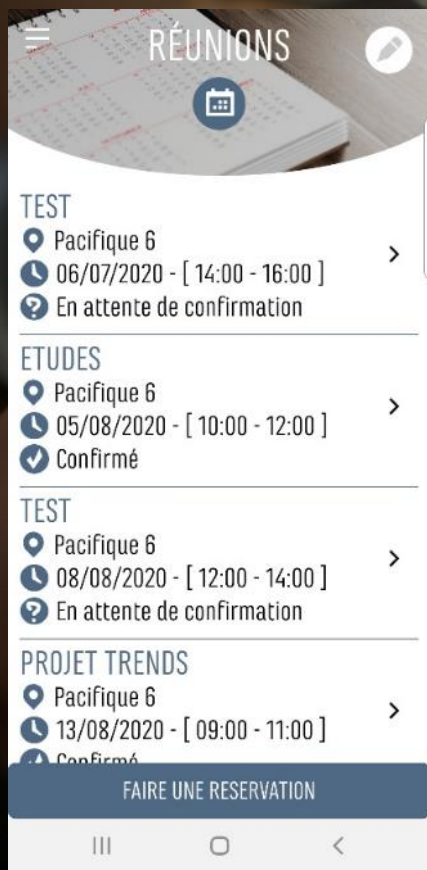 RÉUNIONS
TEST
Pacifique 6
06/07/2020 - [ 14:00 - 16:00 ]
En attente de confirmation
ETUDES
Pacifique 6
05/08/2020 - [ 10:00 - 12:00 ]
Confirmé
TEST
Pacifique 6
08/08/2020 - [ 12:00 - 14:00 ]
En attente de confirmation
PROJET TRENDS
Pacifique 6
13/08/2020 - [ 09:00 - 11:00 ]
Confirmé
FAIRE UNE RESERVATION